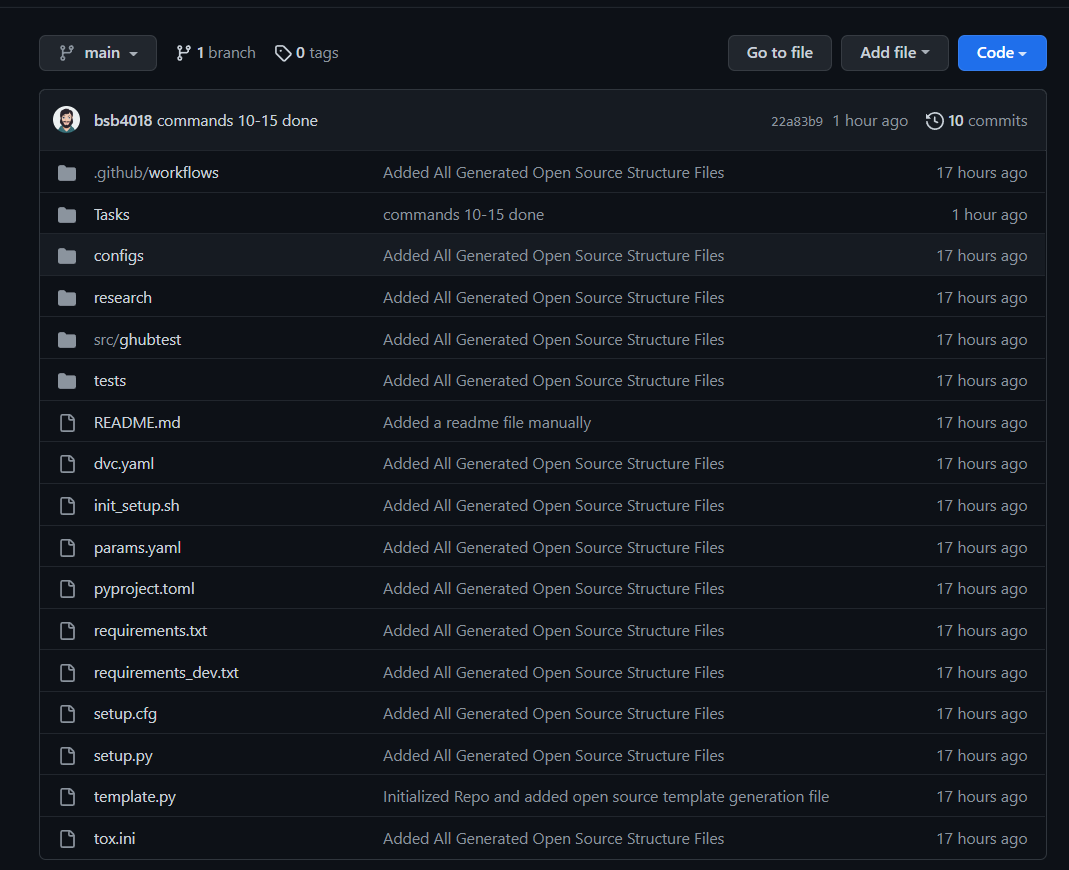 main 1 branch 0 tags Go to file Add file Code
bsb4018 commands 10-15 done 22a83b9 1 hour ago 10 commits
.github/workflows Added All Generated Open Source Structure Files 17 hours ago
Tasks commands 10-15 done 1 hour ago
configs Added All Generated Open Source Structure Files 17 hours ago
research Added All Generated Open Source Structure Files 17 hours ago
src/ghubtest Added All Generated Open Source Structure Files 17 hours ago
tests Added All Generated Open Source Structure Files 17 hours ago
README.md Added a readme file manually 17 hours ago
dvc.yaml Added All Generated Open Source Structure Files 17 hours ago
init_setup.sh Added All Generated Open Source Structure Files 17 hours ago
params.yaml Added All Generated Open Source Structure Files 17 hours ago
pyproject.toml Added All Generated Open Source Structure Files 17 hours ago
requirements.txt Added All Generated Open Source Structure Files 17 hours ago
requirements_dev.txt Added All Generated Open Source Structure Files 17 hours ago
setup.cfg Added All Generated Open Source Structure Files 17 hours ago
setup.py Added All Generated Open Source Structure Files 17 hours ago
template.py Initialized Repo and added open source template generation file 17 hours ago
tox.ini Added All Generated Open Source Structure Files 17 hours ago